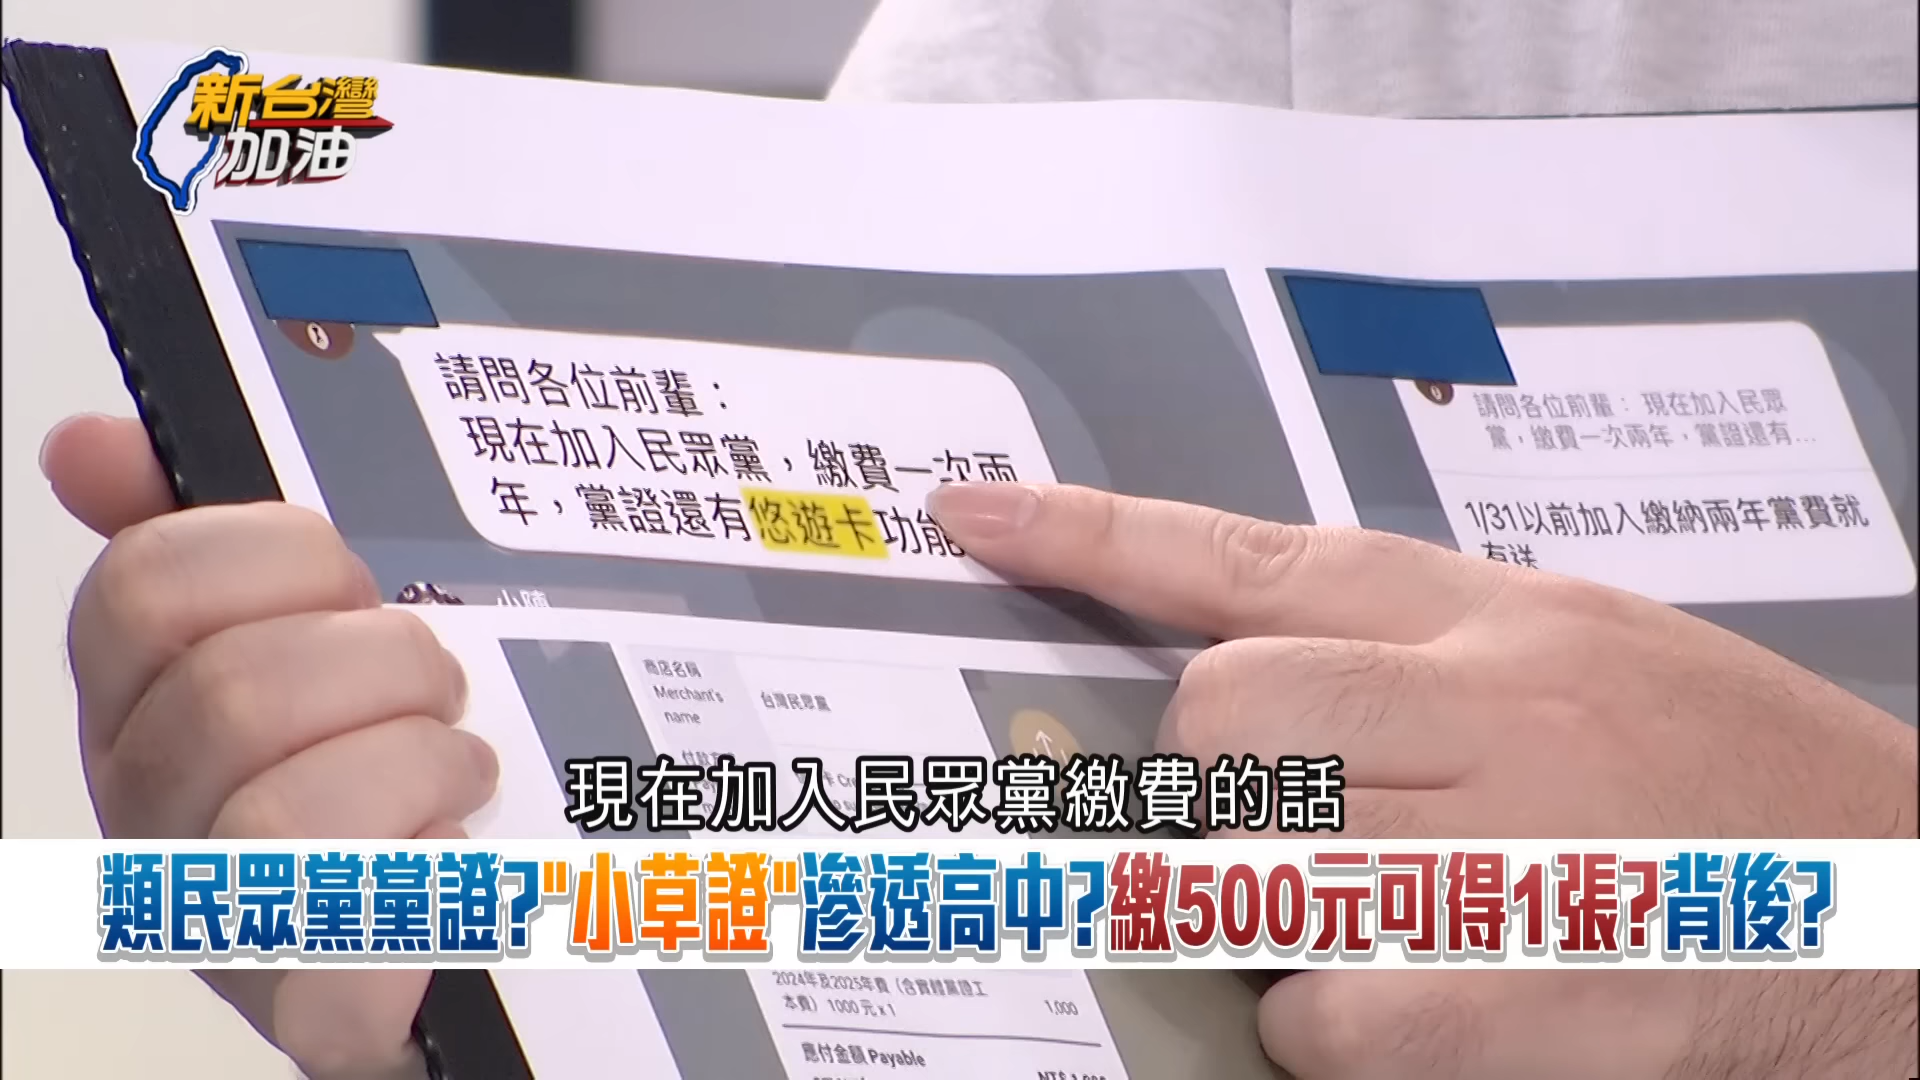 新台灣
加油
請問各位前輩：
現在加入民眾黨，繳費一次兩
年，黨證還有悠遊卡功能
請問各位前輩： 現在加入民眾
黨，繳費一次兩年，黨證還有...
1/31以前加入繳納兩年黨費就
有送
小陳
商店名稱
Merchant's
name
台灣民眾黨
現在加入民眾黨繳費的話
類民眾黨黨證?"小草證"滲透高中?繳500元可得1張?背後?
2024年及2025年費（含實體黨證工
本費）1000 元 x 1
1,000
應付金額 Payable